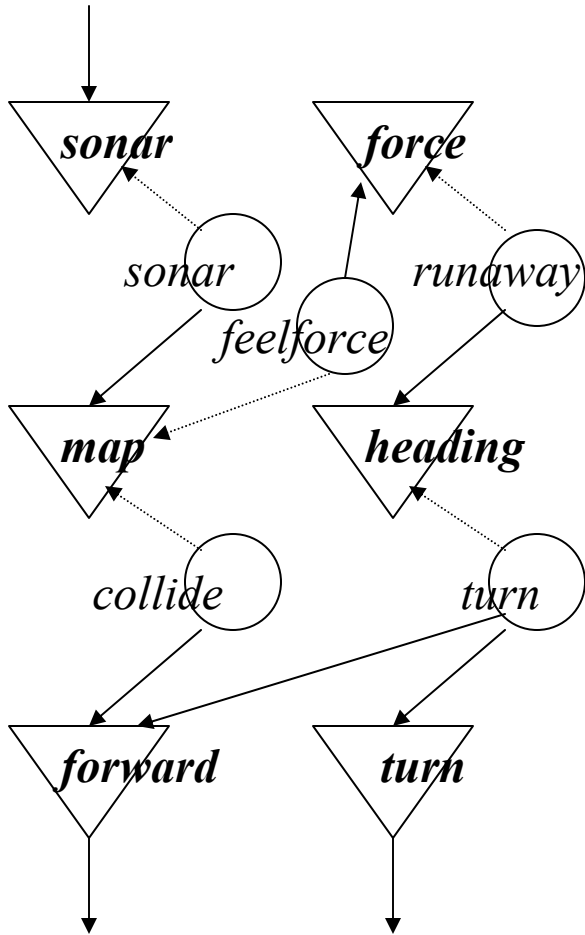 sonar
force
sonar
runaway
feelforce
map
heading
collide
turn
forward
turn